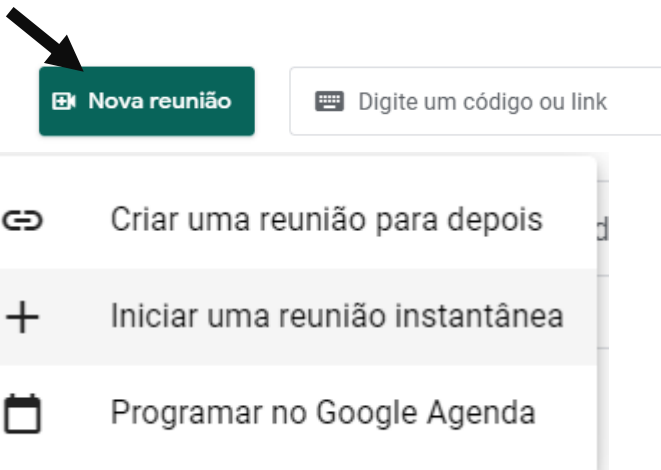 Nova reunião
Digite um código ou link
Criar uma reunião para depois
Iniciar uma reunião instantânea
Programar no Google Agenda